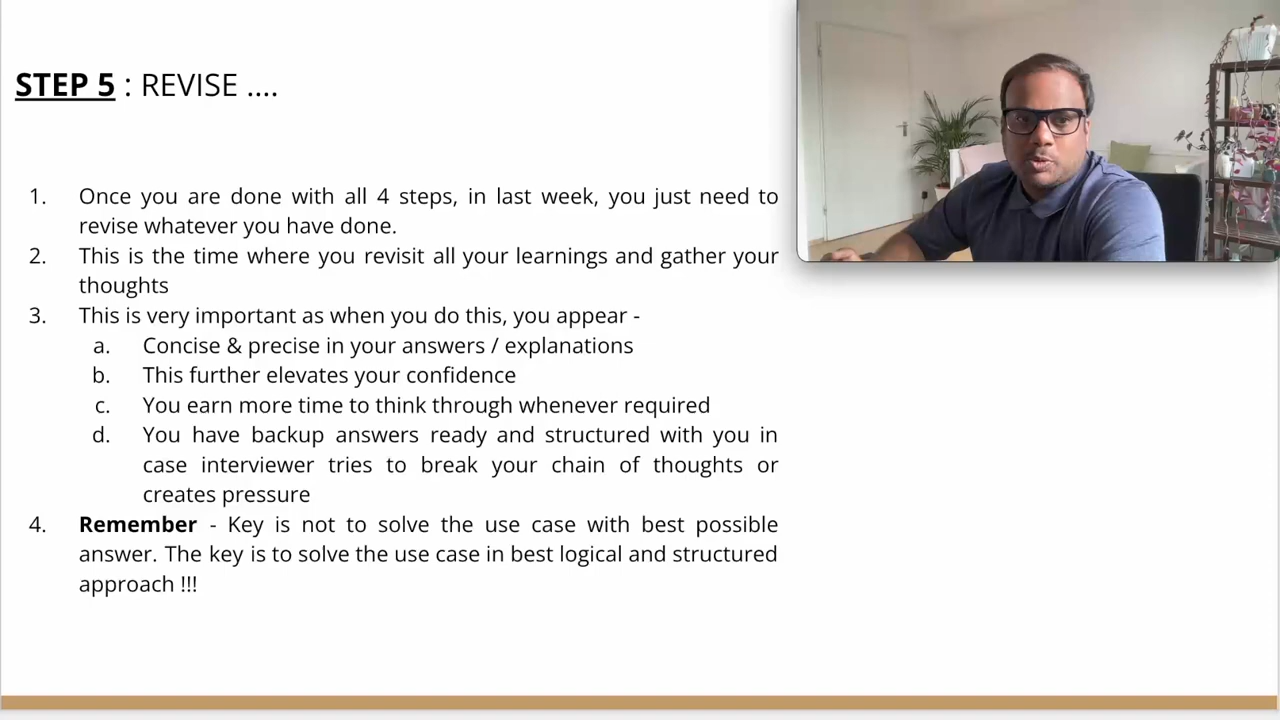 STEP 5 : REVISE ....
1. Once you are done with all 4 steps, in last week, you just need to
revise whatever you have done.
2. This is the time where you revisit all your learnings and gather your
thoughts
3. This is very important as when you do this, you appear -
a. Concise & precise in your answers / explanations
b. This further elevates your confidence
c. You earn more time to think through whenever required
d. You have backup answers ready and structured with you in
case interviewer tries to break your chain of thoughts or
creates pressure
4. Remember - Key is not to solve the use case with best possible
answer. The key is to solve the use case in best logical and structured
approach !!!